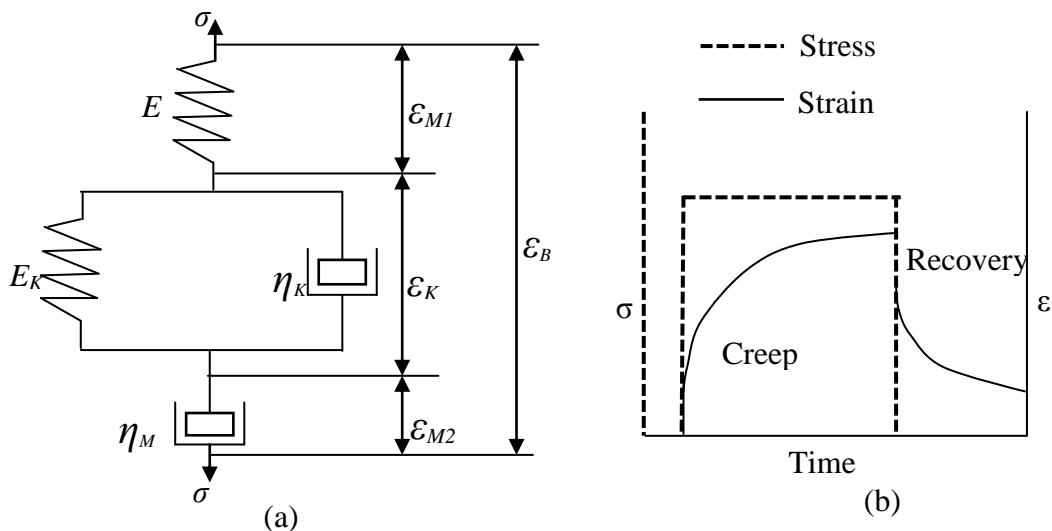 σ
E
ε_M1
E_K
η_K
ε_K
ε_B
η_M
ε_M2
σ
(a)
Stress
Strain
Recovery
σ
ε
Creep
Time
(b)